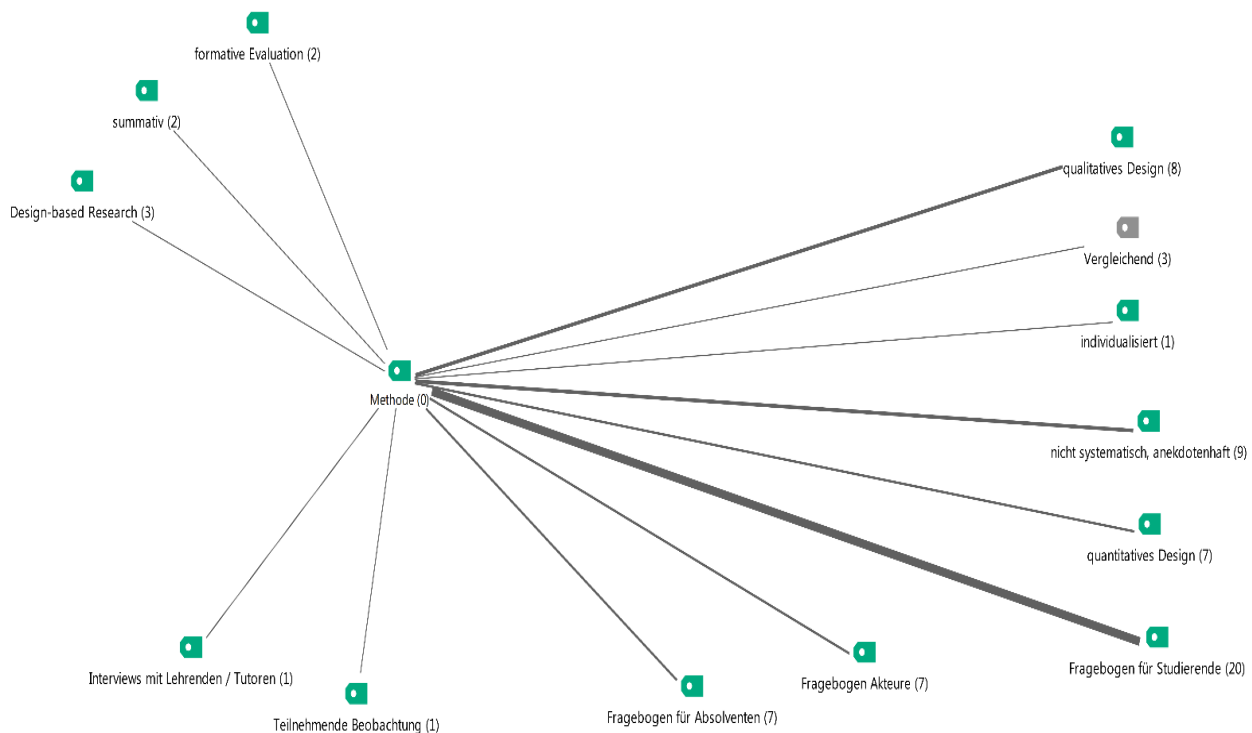 formative Evaluation (2)
summativ (2)
qualitatives Design (8)
Design-based Research (3)
Vergleichend (3)
individualisiert (1)
Methode (0)
nicht systematisch, anekdotenhaft (9)
quantitatives Design (7)
Fragebogen für Studierende (20)
Interviews mit Lehrenden / Tutoren (1)
Fragebogen Akteure (7)
Fragebogen für Absolventen (7)
Teilnehmende Beobachtung (1)